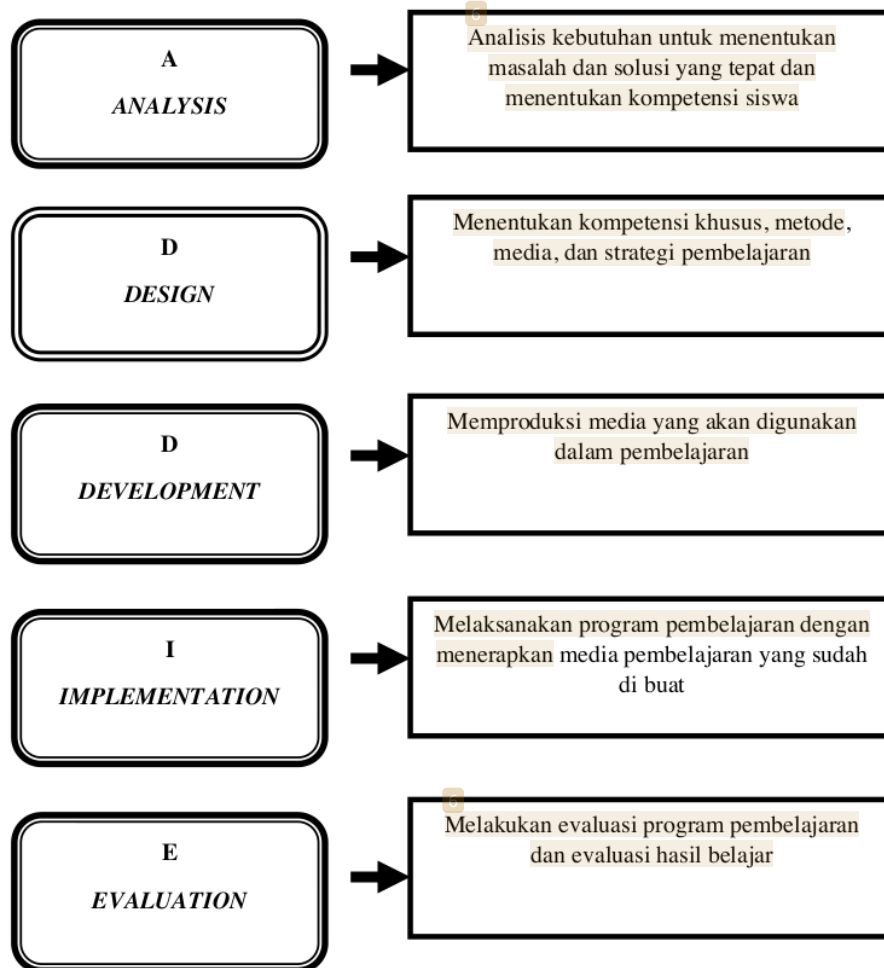 6
A
ANALYSIS
Analisis kebutuhan untuk menentukan
masalah dan solusi yang tepat dan
menentukan kompetensi siswa
D
DESIGN
Menentukan kompetensi khusus, metode,
media, dan strategi pembelajaran
D
DEVELOPMENT
Memproduksi media yang akan digunakan
dalam pembelajaran
I
IMPLEMENTATION
Melaksanakan program pembelajaran dengan
menerapkan media pembelajaran yang sudah
di buat
6
E
EVALUATION
Melakukan evaluasi program pembelajaran
dan evaluasi hasil belajar